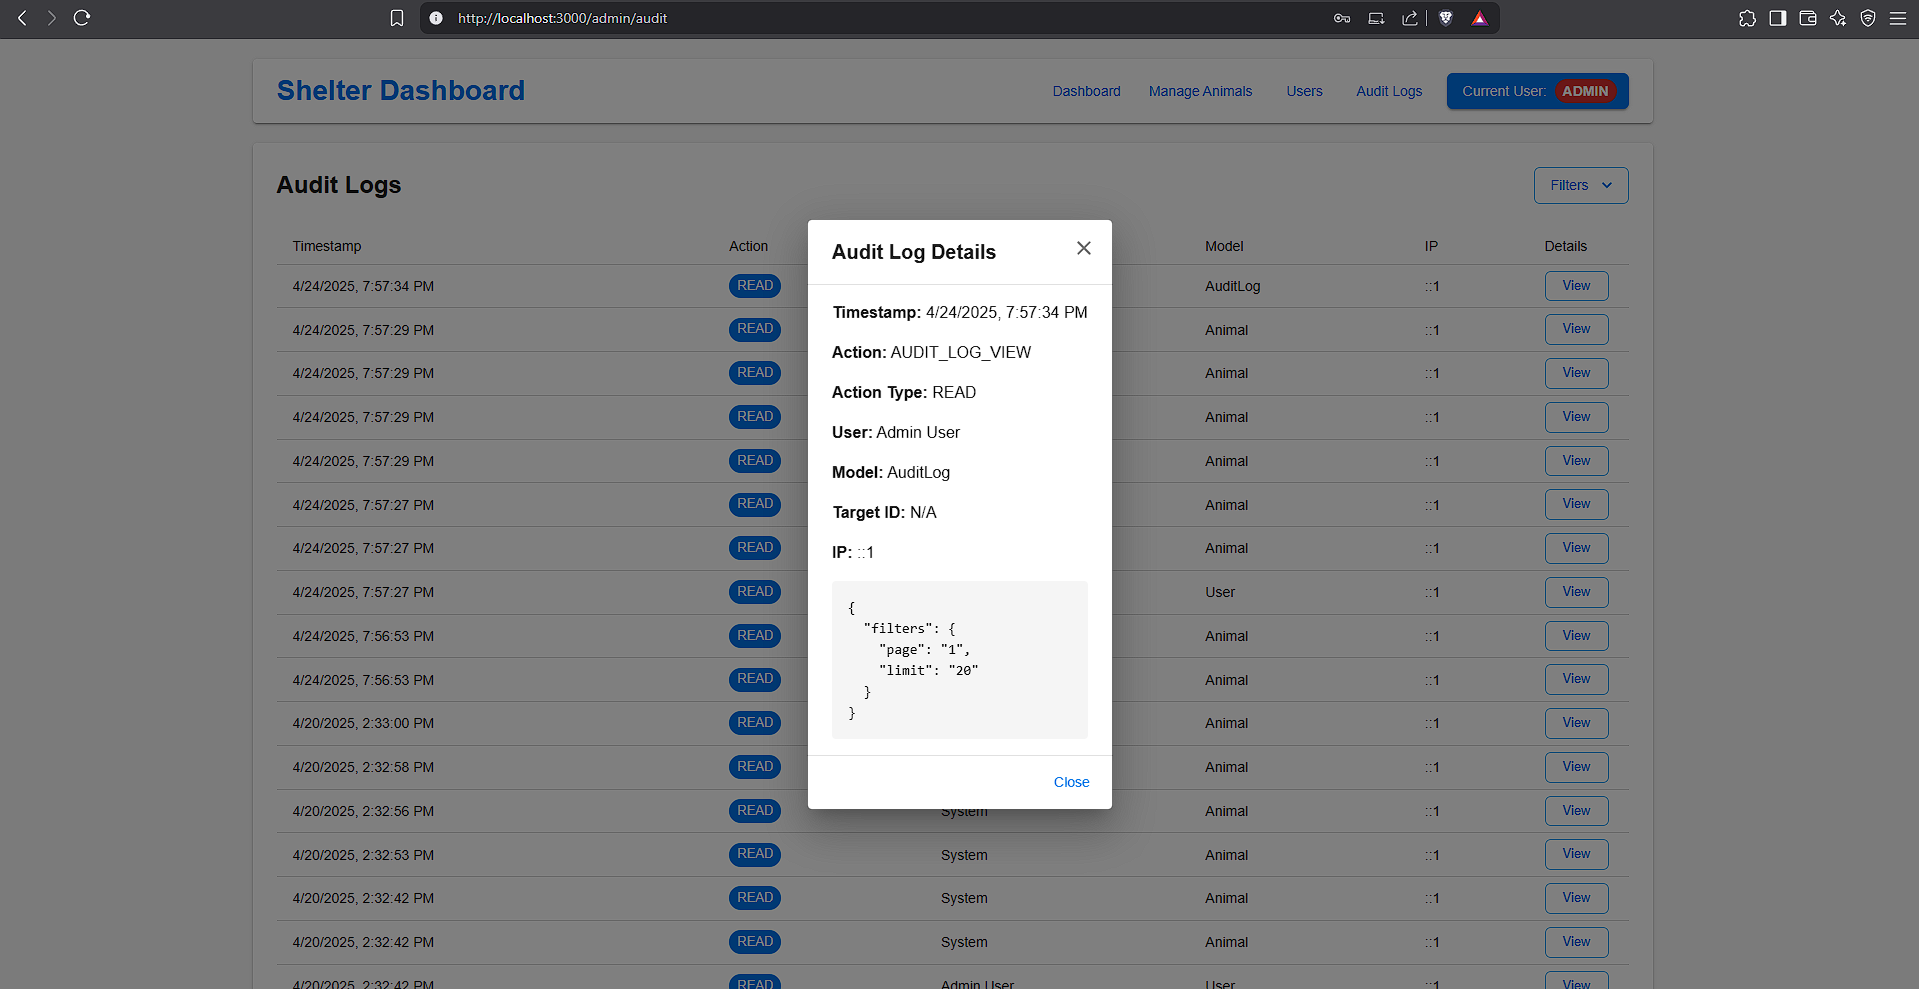 http://localhost:3000/admin/audit
Shelter Dashboard
Dashboard Manage Animals Users Audit Logs Current User: ADMIN
Audit Logs
Filters
Timestamp Action Model IP Details
4/24/2025, 7:57:34 PM READ AuditLog ::1 View
4/24/2025, 7:57:29 PM READ Animal ::1 View
4/24/2025, 7:57:29 PM READ Animal ::1 View
4/24/2025, 7:57:29 PM READ Animal ::1 View
4/24/2025, 7:57:29 PM READ Animal ::1 View
4/24/2025, 7:57:27 PM READ Animal ::1 View
4/24/2025, 7:57:27 PM READ Animal ::1 View
4/24/2025, 7:57:27 PM READ User ::1 View
4/24/2025, 7:56:53 PM READ Animal ::1 View
4/24/2025, 7:56:53 PM READ Animal ::1 View
4/20/2025, 2:33:00 PM READ Animal ::1 View
4/20/2025, 2:32:58 PM READ Animal ::1 View
4/20/2025, 2:32:56 PM READ System Animal ::1 View
4/20/2025, 2:32:53 PM READ System Animal ::1 View
4/20/2025, 2:32:42 PM READ System Animal ::1 View
4/20/2025, 2:32:42 PM READ System Animal ::1 View
4/20/2025, 2:32:42 PM READ Admin User User ::1 View
Audit Log Details
Timestamp: 4/24/2025, 7:57:34 PM
Action: AUDIT_LOG_VIEW
Action Type: READ
User: Admin User
Model: AuditLog
Target ID: N/A
IP: ::1
{
"filters": {
"page": "1",
"limit": "20"
}
}
Close